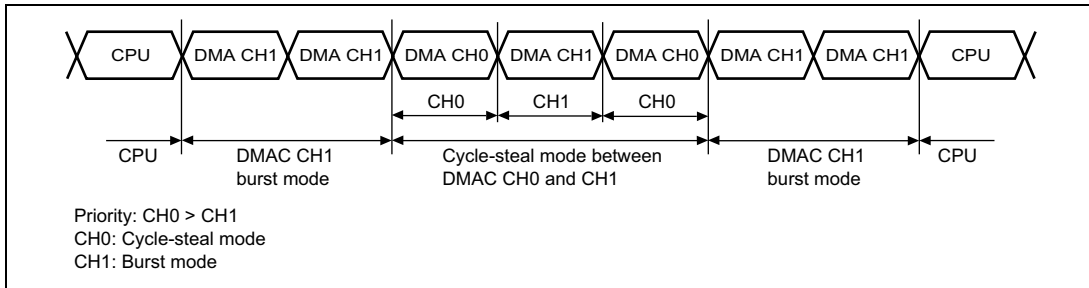 CPU DMA CH1 DMA CH1 DMA CH0 DMA CH1 DMA CH0 DMA CH1 DMA CH1 CPU
CH0 CH1 CH0
CPU DMAC CH1 Cycle-steal mode between DMAC CH1 CPU
burst mode DMAC CH0 and CH1 burst mode
Priority: CH0 > CH1
CH0: Cycle-steal mode
CH1: Burst mode